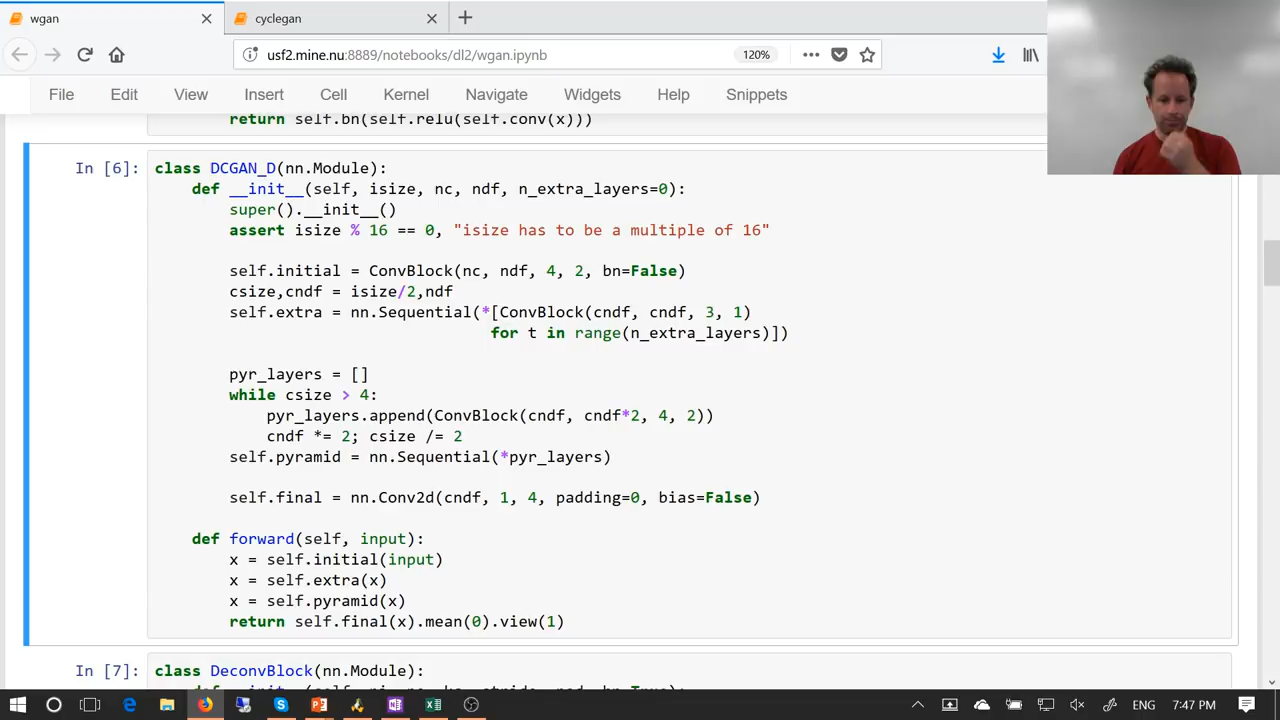 wgan
cyclegan
usf2.mine.nu:8889/notebooks/dl2/wgan.ipynb
120%
File Edit View Insert Cell Kernel Navigate Widgets Help Snippets
return self.bn(self.relu(self.conv(x)))
In [6]:
class DCGAN_D(nn.Module):
def __init__(self, isize, nc, ndf, n_extra_layers=0):
super().__init__()
assert isize % 16 == 0, "isize has to be a multiple of 16"
self.initial = ConvBlock(nc, ndf, 4, 2, bn=False)
csize,cndf = isize/2,ndf
self.extra = nn.Sequential(*[ConvBlock(cndf, cndf, 3, 1)
for t in range(n_extra_layers)])
pyr_layers = []
while csize > 4:
pyr_layers.append(ConvBlock(cndf, cndf*2, 4, 2))
cndf *= 2; csize /= 2
self.pyramid = nn.Sequential(*pyr_layers)
self.final = nn.Conv2d(cndf, 1, 4, padding=0, bias=False)
def forward(self, input):
x = self.initial(input)
x = self.extra(x)
x = self.pyramid(x)
return self.final(x).mean(0).view(1)
In [7]:
class DeconvBlock(nn.Module):
ENG
7:47 PM